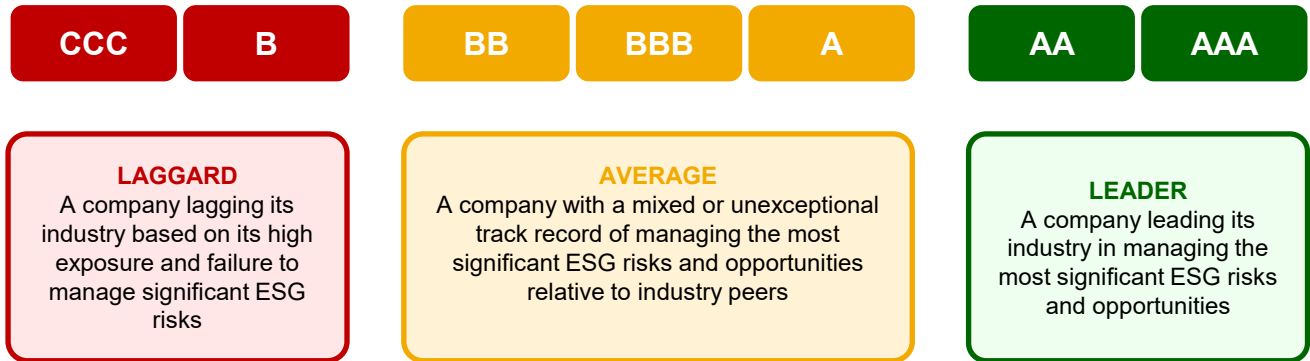 CCC B BB BBB A AA AAA
LAGGARD
A company lagging its
industry based on its high
exposure and failure to
manage significant ESG
risks
AVERAGE
A company with a mixed or unexceptional
track record of managing the most
significant ESG risks and opportunities
relative to industry peers
LEADER
A company leading its
industry in managing the
most significant ESG risks
and opportunities